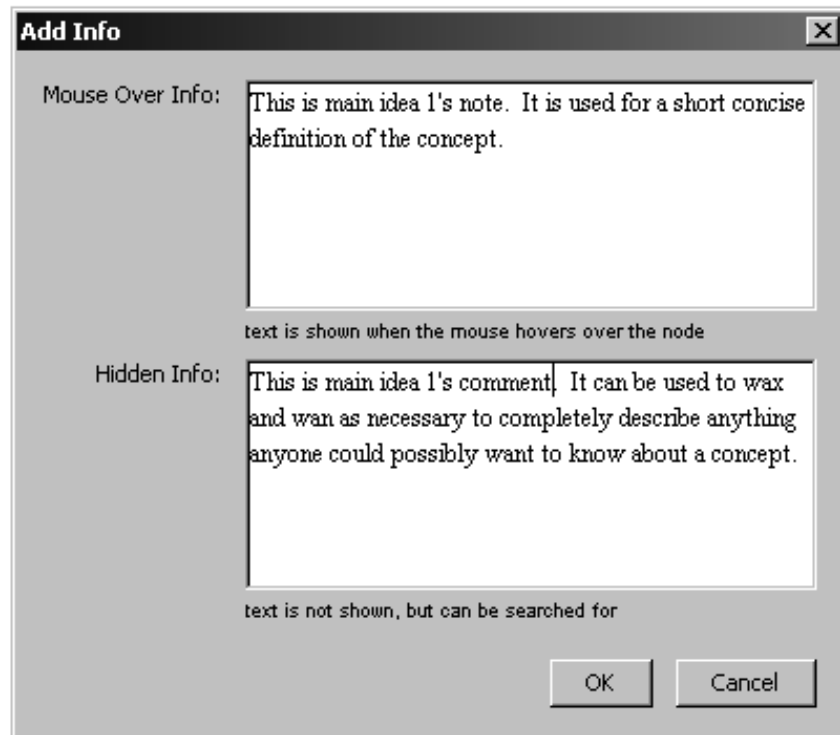 Add Info
Mouse Over Info:
This is main idea 1's note.  It is used for a short concise
definition of the concept.
text is shown when the mouse hovers over the node
Hidden Info:
This is main idea 1's comment.  It can be used to wax
and wan as necessary to completely describe anything
anyone could possibly want to know about a concept.
text is not shown, but can be searched for
OK
Cancel